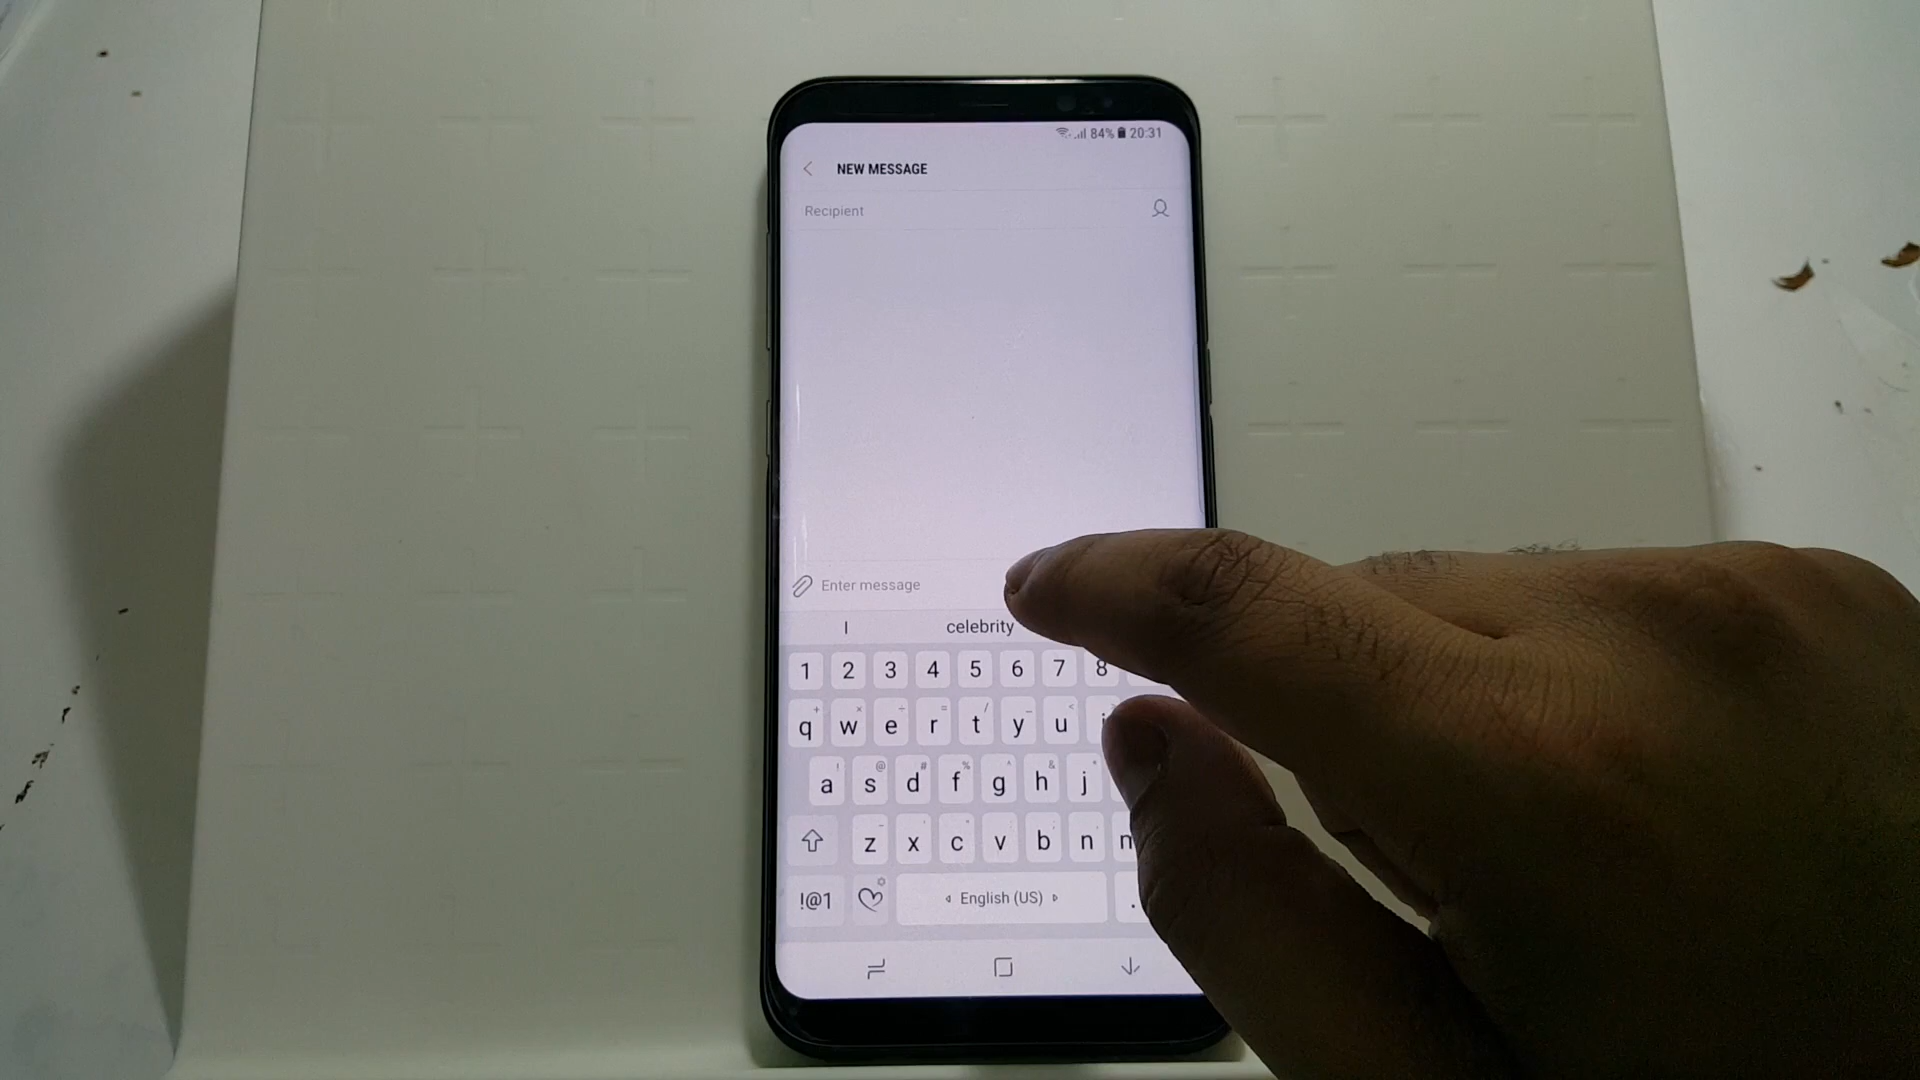 84% 20:31
NEW MESSAGE
Recipient
Enter message
I celebrity
1 2 3 4 5 6 7 8
q w e r t y u i
a s d f g h j
z x c v b n m
!@1 English (US) .